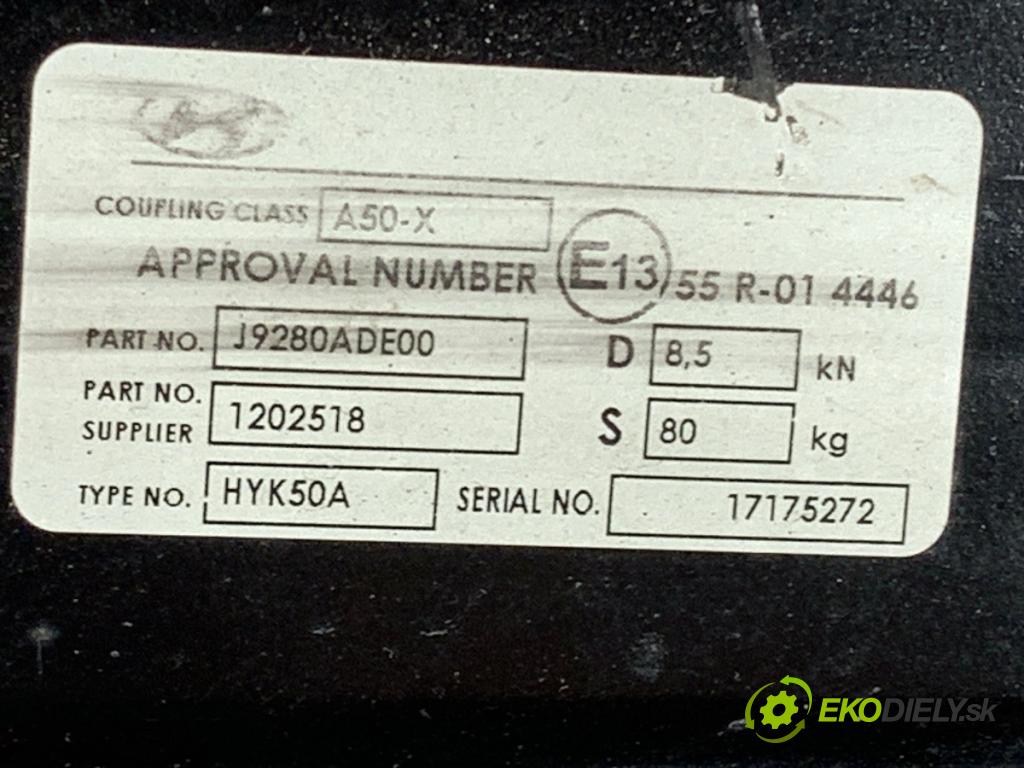 COUPLING CLASS A50-X
APPROVAL NUMBER E13 55 R-01 4446
PART NO. J9280ADE00 D 8,5 kN
PART NO. SUPPLIER 1202518 S 80 kg
TYPE NO. HYK50A SERIAL NO. 17175272
EKODIELY.sk